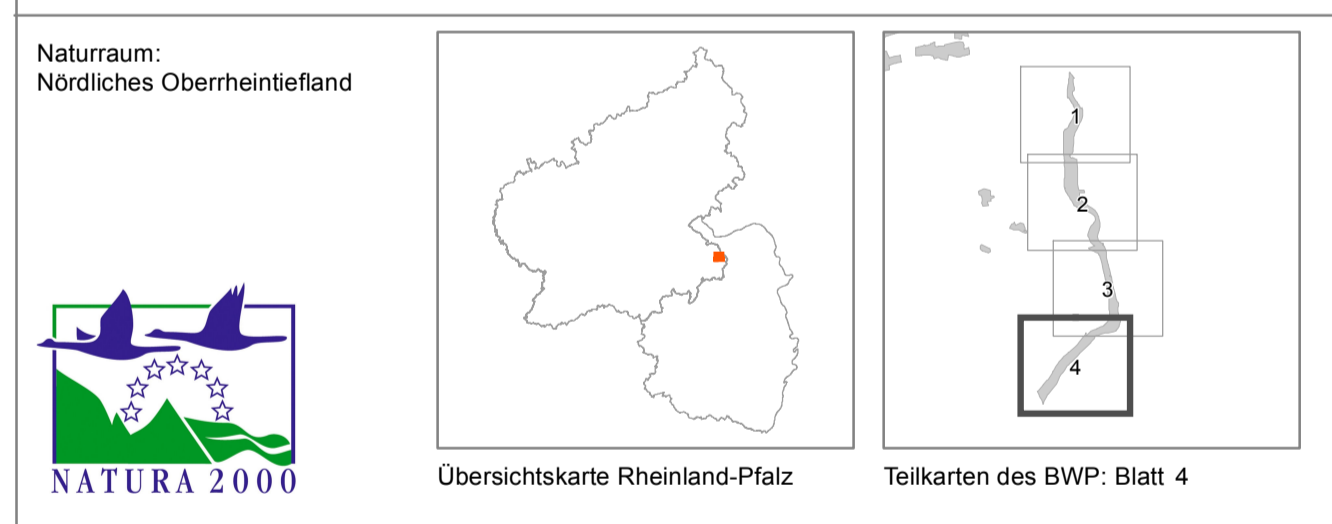 Naturraum:
Nördliches Oberrheintiefland
NATURA 2000
Übersichtskarte Rheinland-Pfalz
1
2
3
4
Teilkarten des BWP: Blatt 4